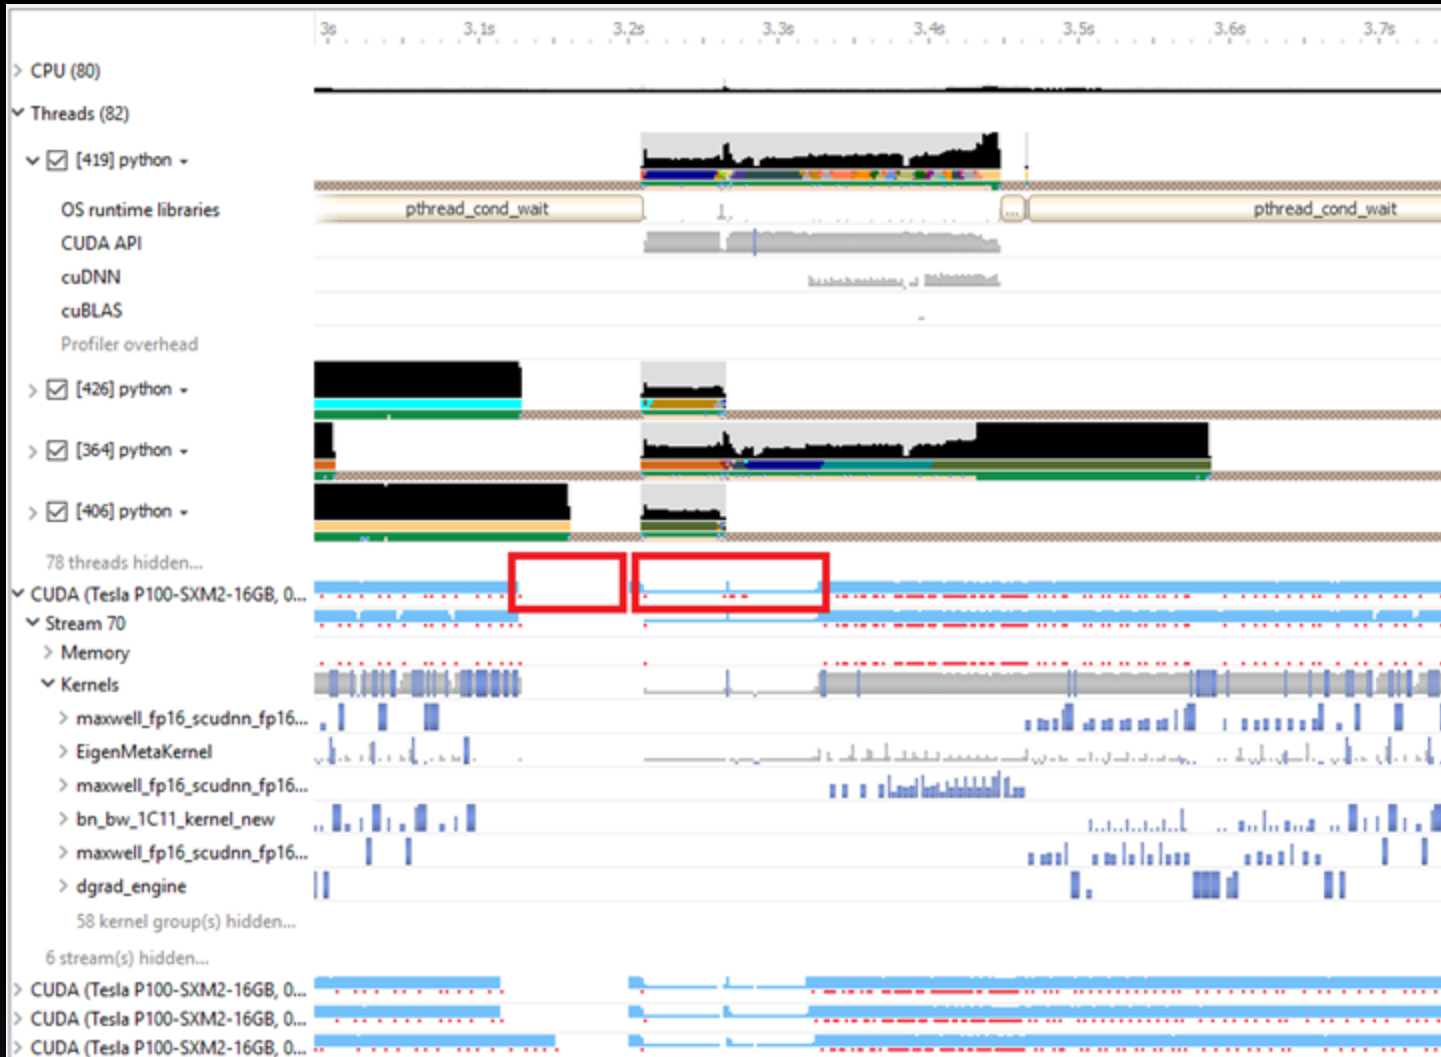 3s 3.1s 3.2s 3.3s 3.4s 3.5s 3.6s 3.7s
CPU (80)
Threads (82)
[419] python
OS runtime libraries pthread_cond_wait ... pthread_cond_wait
CUDA API
cuDNN
cuBLAS
Profiler overhead
[426] python
[364] python
[406] python
78 threads hidden...
CUDA (Tesla P100-SXM2-16GB, 0...
Stream 70
Memory
Kernels
maxwell_fp16_scudnn_fp16...
EigenMetaKernel
maxwell_fp16_scudnn_fp16...
bn_bw_1C11_kernel_new
maxwell_fp16_scudnn_fp16...
dgrad_engine
58 kernel group(s) hidden...
6 stream(s) hidden...
CUDA (Tesla P100-SXM2-16GB, 0...
CUDA (Tesla P100-SXM2-16GB, 0...
CUDA (Tesla P100-SXM2-16GB, 0...